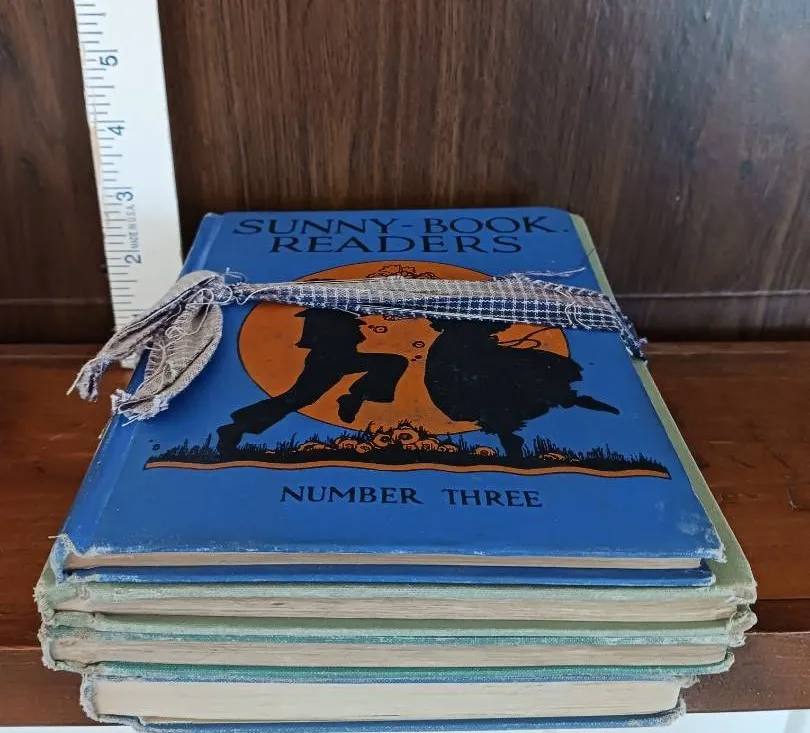 5
4
3
MADE IN U.S.A.
2
SUNNY-BOOK
READERS
NUMBER THREE